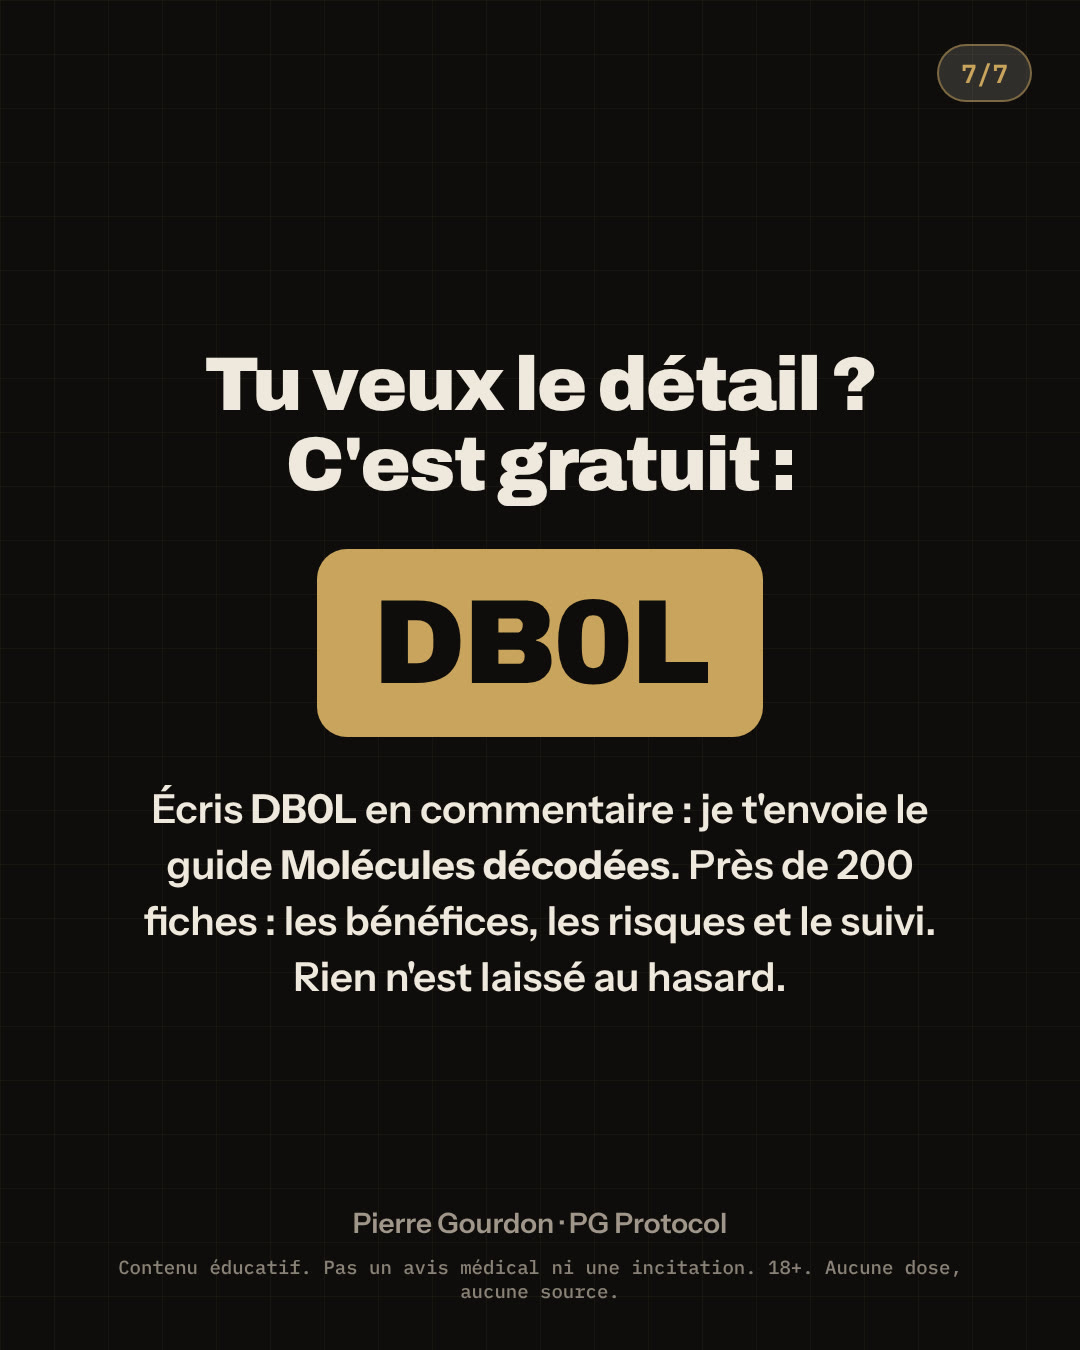 7/7
Tu veux le détail ?
C'est gratuit :
DB0L
Écris DB0L en commentaire : je t'envoie le
guide Molécules décodées. Près de 200
fiches : les bénéfices, les risques et le suivi.
Rien n'est laissé au hasard.
Pierre Gourdon · PG Protocol
Contenu éducatif. Pas un avis médical ni une incitation. 18+. Aucune dose,
aucune source.